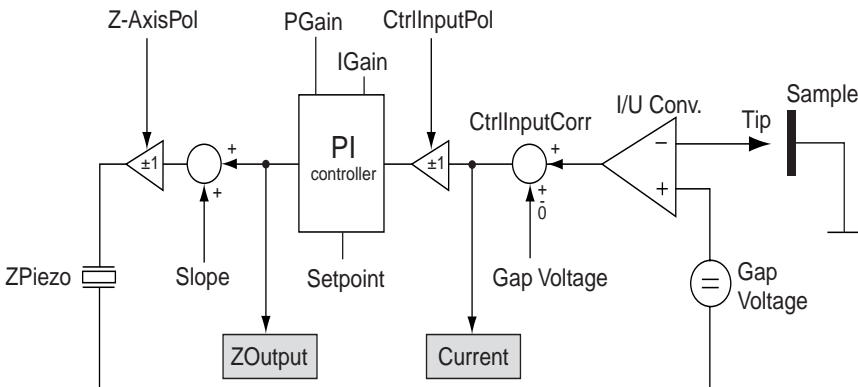 Z-AxisPol
PGain
CtrlInputPol
IGain
I/U Conv.
Sample
CtrlInputCorr
Tip
PI
controller
±1
+
+
±1
+
+
-
0
−
+
ZPiezo
Slope
Setpoint
Gap Voltage
=
Gap
Voltage
ZOutput
Current